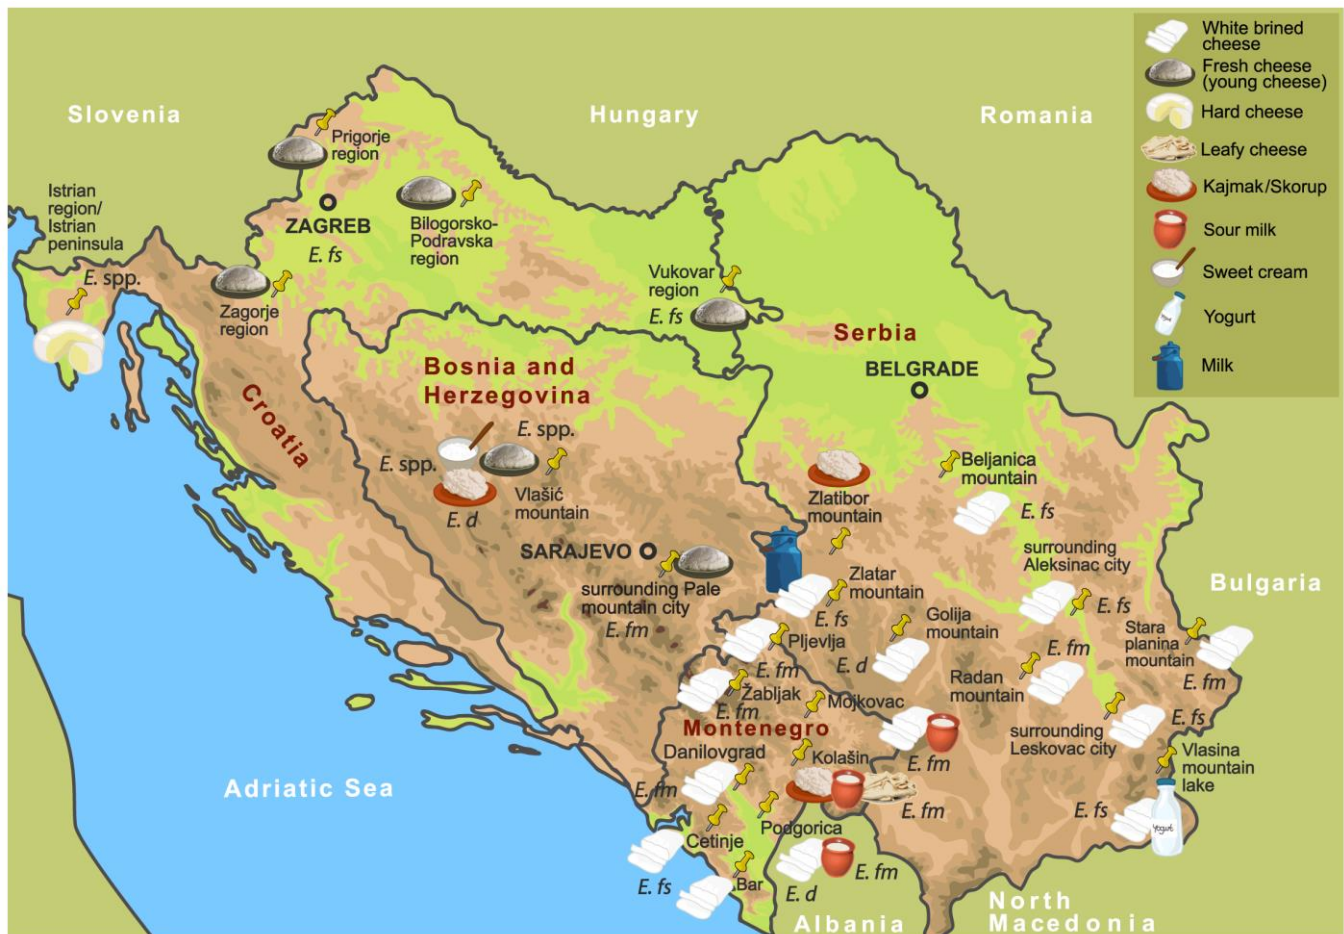 Slovenia
Hungary
Romania
White brined
cheese
Fresh cheese
(young cheese)
Hard cheese
Leafy cheese
Kajmak/Skorup
Sour milk
Sweet cream
Yogurt
Milk
Prigorje
region
Istrian
region/
Istrian
peninsula
E. spp.
ZAGREB
E. fs
Bilogorsko-
Podravska
region
Zagorje
region
Vukovar
region
E. fs
Serbia
BELGRADE
Bosnia and
Herzegovina
Croatia
E. spp.
E. spp.
Vlašić
mountain
E. d
SARAJEVO
surrounding Pale
mountain city
E. fm
Zlatibor
mountain
Beljanica
mountain
E. fs
Zlatar
mountain
E. fs
surrounding
Aleksinac city
E. fs
Bulgaria
Golija
mountain
E. d
Pljevlja
E. fm
Stara
planina
mountain
E. fm
E. fm
Radan
mountain
Žabljak
E. fm
Mojkovac
E. fm
surrounding
Leskovac city
E. fs
Montenegro
Danilovgrad
E. fm
Kolašin
E. fm
Vlasina
mountain
lake
E. fs
Yogurt
Adriatic Sea
Cetinje
E. fs
Podgorica
E. d
E. fm
Bar
Albania
North
Macedonia